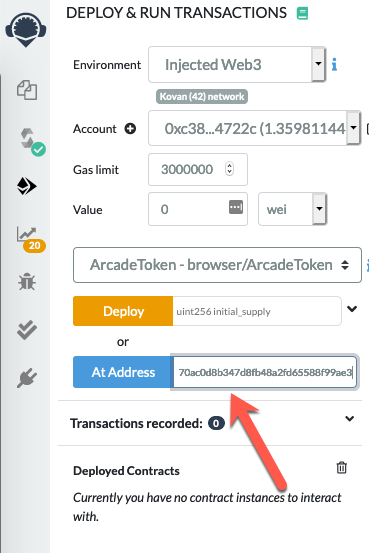 DEPLOY & RUN TRANSACTIONS
Environment Injected Web3
Kovan (42) network
Account 0xc38...4722c (1.35981144
Gas limit 3000000
Value 0 wei
ArcadeToken - browser/ArcadeToken
20
Deploy uint256 initial_supply
or
At Address 70ac0d8b347d8fb48a2fd65588f99ae3
Transactions recorded: 0
Deployed Contracts
Currently you have no contract instances to interact
with.